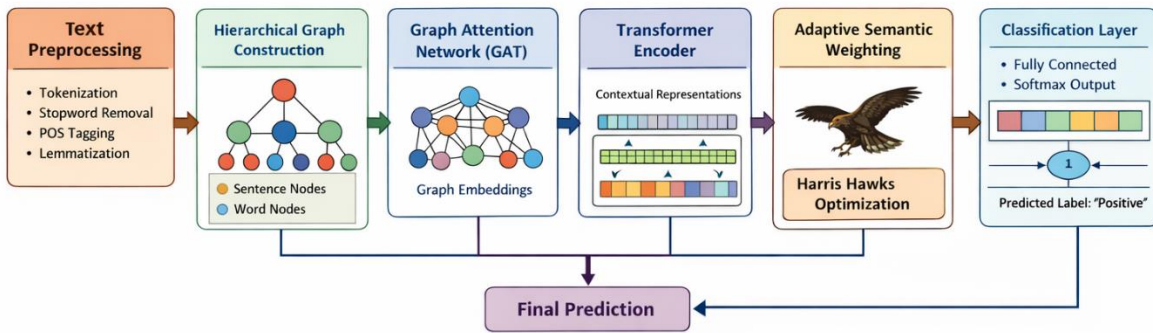 Text
Preprocessing
• Tokenization
• Stopword Removal
• POS Tagging
• Lemmatization
Hierarchical Graph
Construction
Sentence Nodes
Word Nodes
Graph Attention
Network (GAT)
Graph Embeddings
Transformer
Encoder
Contextual Representations
Adaptive Semantic
Weighting
Harris Hawks
Optimization
Classification Layer
• Fully Connected
• Softmax Output
1
Predicted Label: "Positive"
Final Prediction